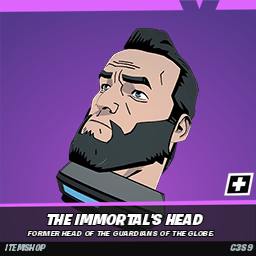 THE IMMORTAL'S HEAD
FORMER HEAD OF THE GUARDIANS OF THE GLOBE.
ITEMSHOP
C3S9